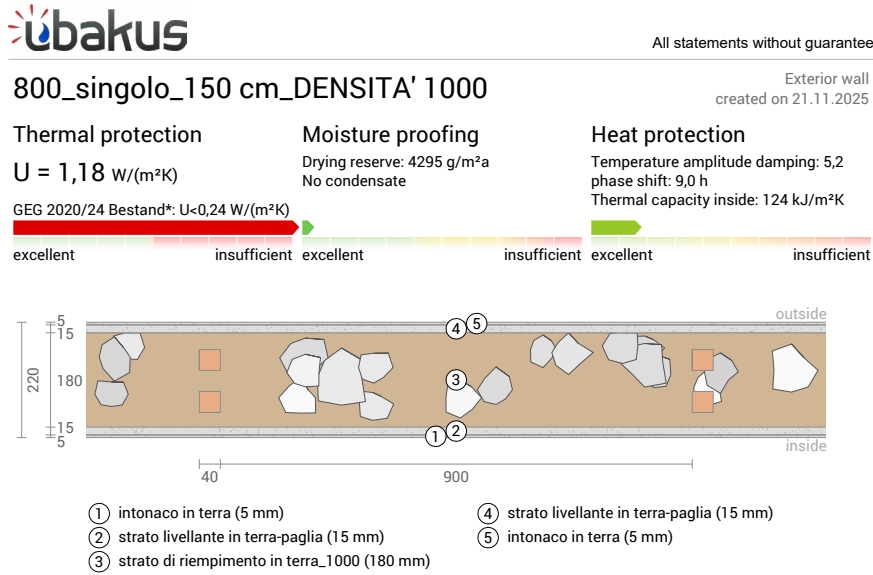 ubakus
All statements without guarantee
800_singolo_150 cm_DENSITA' 1000
Exterior wall
created on 21.11.2025
Thermal protection
U = 1,18 W/(m²K)
GEG 2020/24 Bestand*: U<0,24 W/(m²K)
excellent insufficient
Moisture proofing
Drying reserve: 4295 g/m²a
No condensate
excellent insufficient
Heat protection
Temperature amplitude damping: 5,2
phase shift: 9,0 h
Thermal capacity inside: 124 kJ/m²K
excellent insufficient
outside
5
15
220
180
15
5
4
5
3
1
2
inside
40
900
1 intonaco in terra (5 mm)
2 strato livellante in terra-paglia (15 mm)
3 strato di riempimento in terra_1000 (180 mm)
4 strato livellante in terra-paglia (15 mm)
5 intonaco in terra (5 mm)